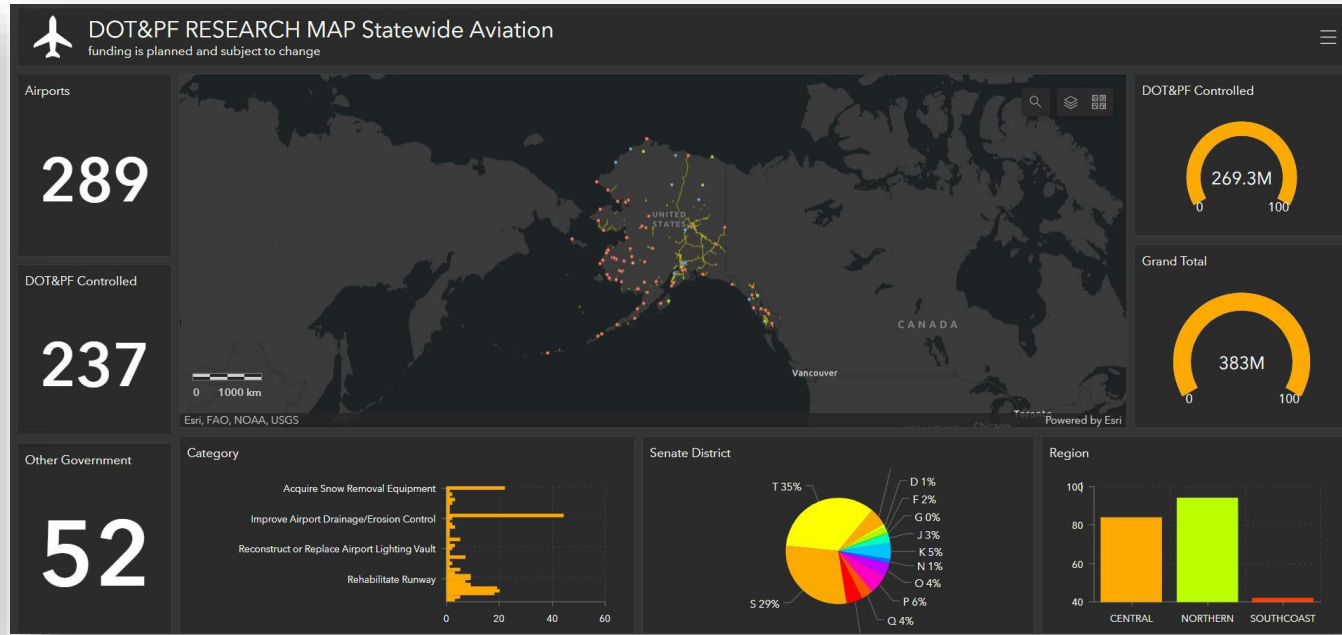 DOT&PF RESEARCH MAP Statewide Aviation
funding is planned and subject to change
Airports
289
DOT&PF Controlled
237
Other Government
52
UNITED
STATES
CANADA
Vancouver
Toronto
Chicago
0 1000 km
Esri, FAO, NOAA, USGS
Powered by Esri
DOT&PF Controlled
269.3M
0 100
Grand Total
383M
0 100
Category
Acquire Snow Removal Equipment
Improve Airport Drainage/Erosion Control
Reconstruct or Replace Airport Lighting Vault
Rehabilitate Runway
0 20 40 60
Senate District
T 35%
D 1%
F 2%
G 0%
J 3%
K 5%
N 1%
O 4%
P 6%
Q 4%
S 29%
Region
100
80
60
40
CENTRAL NORTHERN SOUTHCOAST